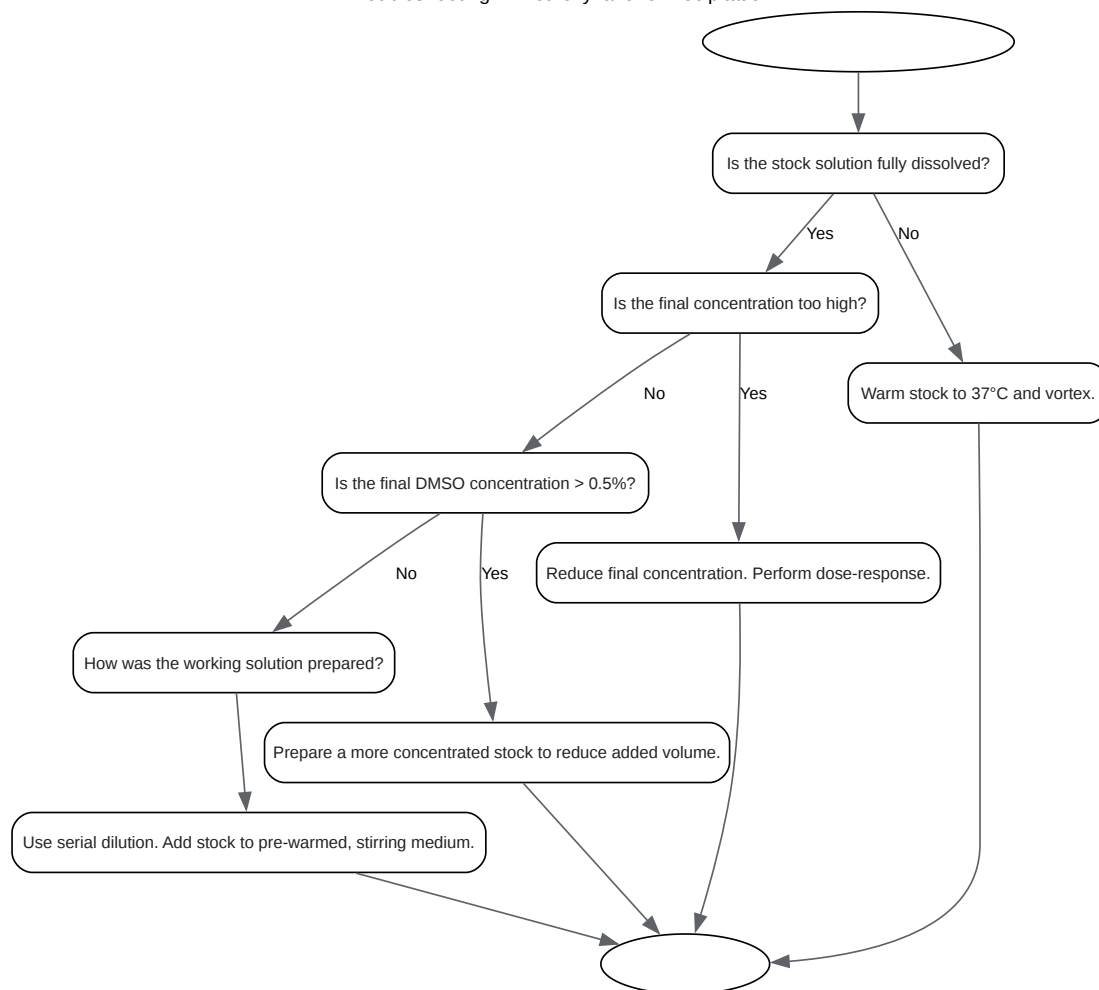 Is the stock solution fully dissolved?
Yes
No
Is the final concentration too high?
No
Yes
Warm stock to 37°C and vortex.
Is the final DMSO concentration > 0.5%?
No
Yes
Reduce final concentration. Perform dose-response.
How was the working solution prepared?
Prepare a more concentrated stock to reduce added volume.
Use serial dilution. Add stock to pre-warmed, stirring medium.